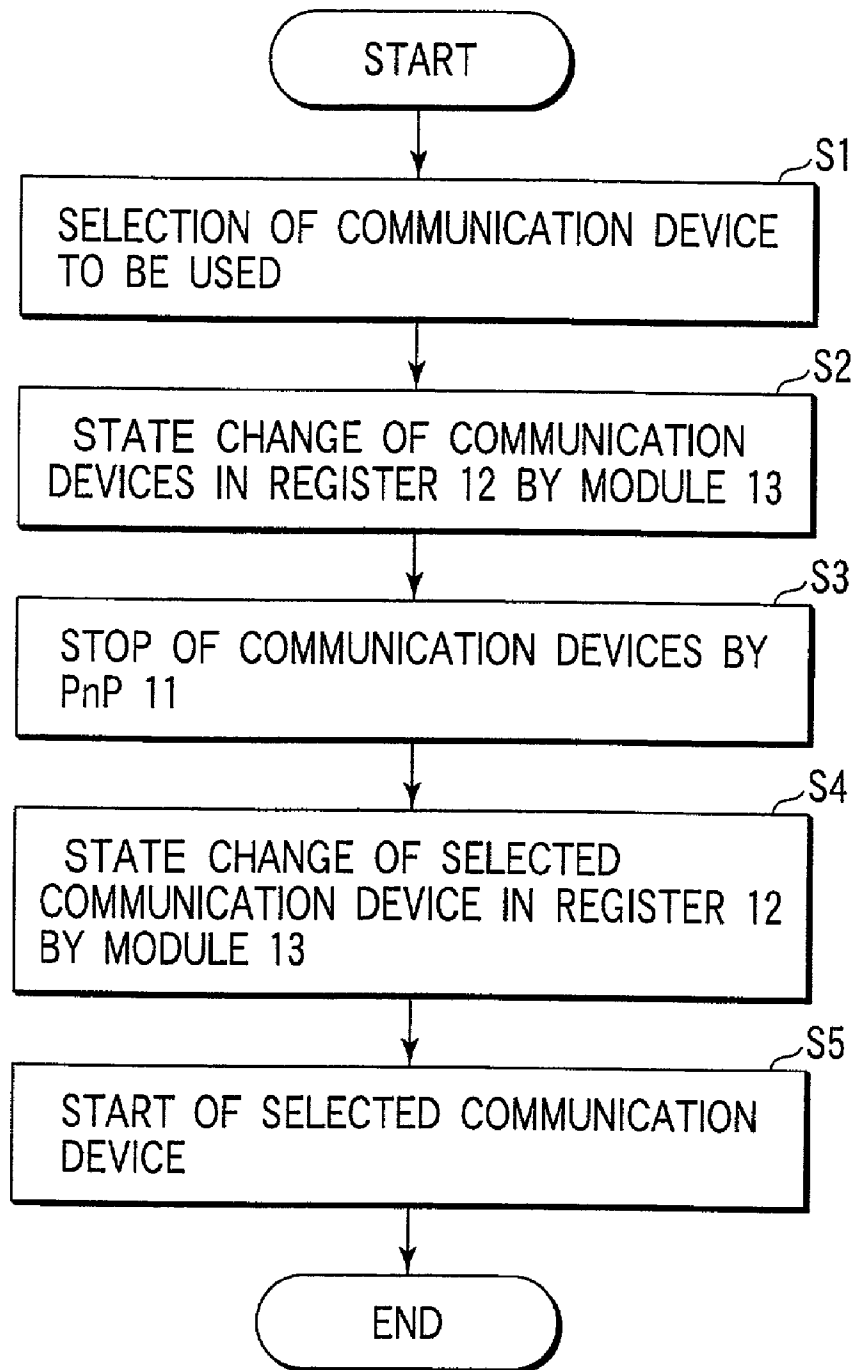 START
S1
SELECTION OF COMMUNICATION DEVICE
TO BE USED
S2
STATE CHANGE OF COMMUNICATION
DEVICES IN REGISTER 12 BY MODULE 13
S3
STOP OF COMMUNICATION DEVICES BY
PnP 11
S4
STATE CHANGE OF SELECTED
COMMUNICATION DEVICE IN REGISTER 12
BY MODULE 13
S5
START OF SELECTED COMMUNICATION
DEVICE
END